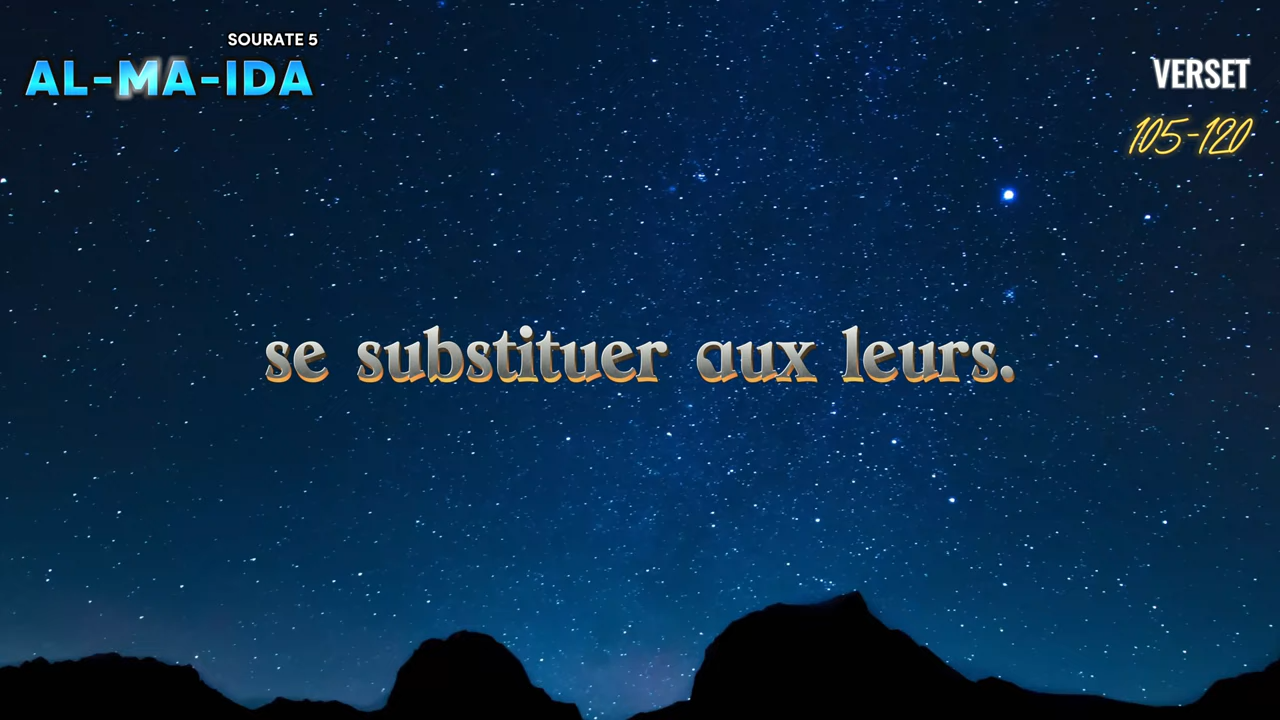 SOURATE 5
AL-MA-IDA
VERSET
105-120
se substituer aux leurs.